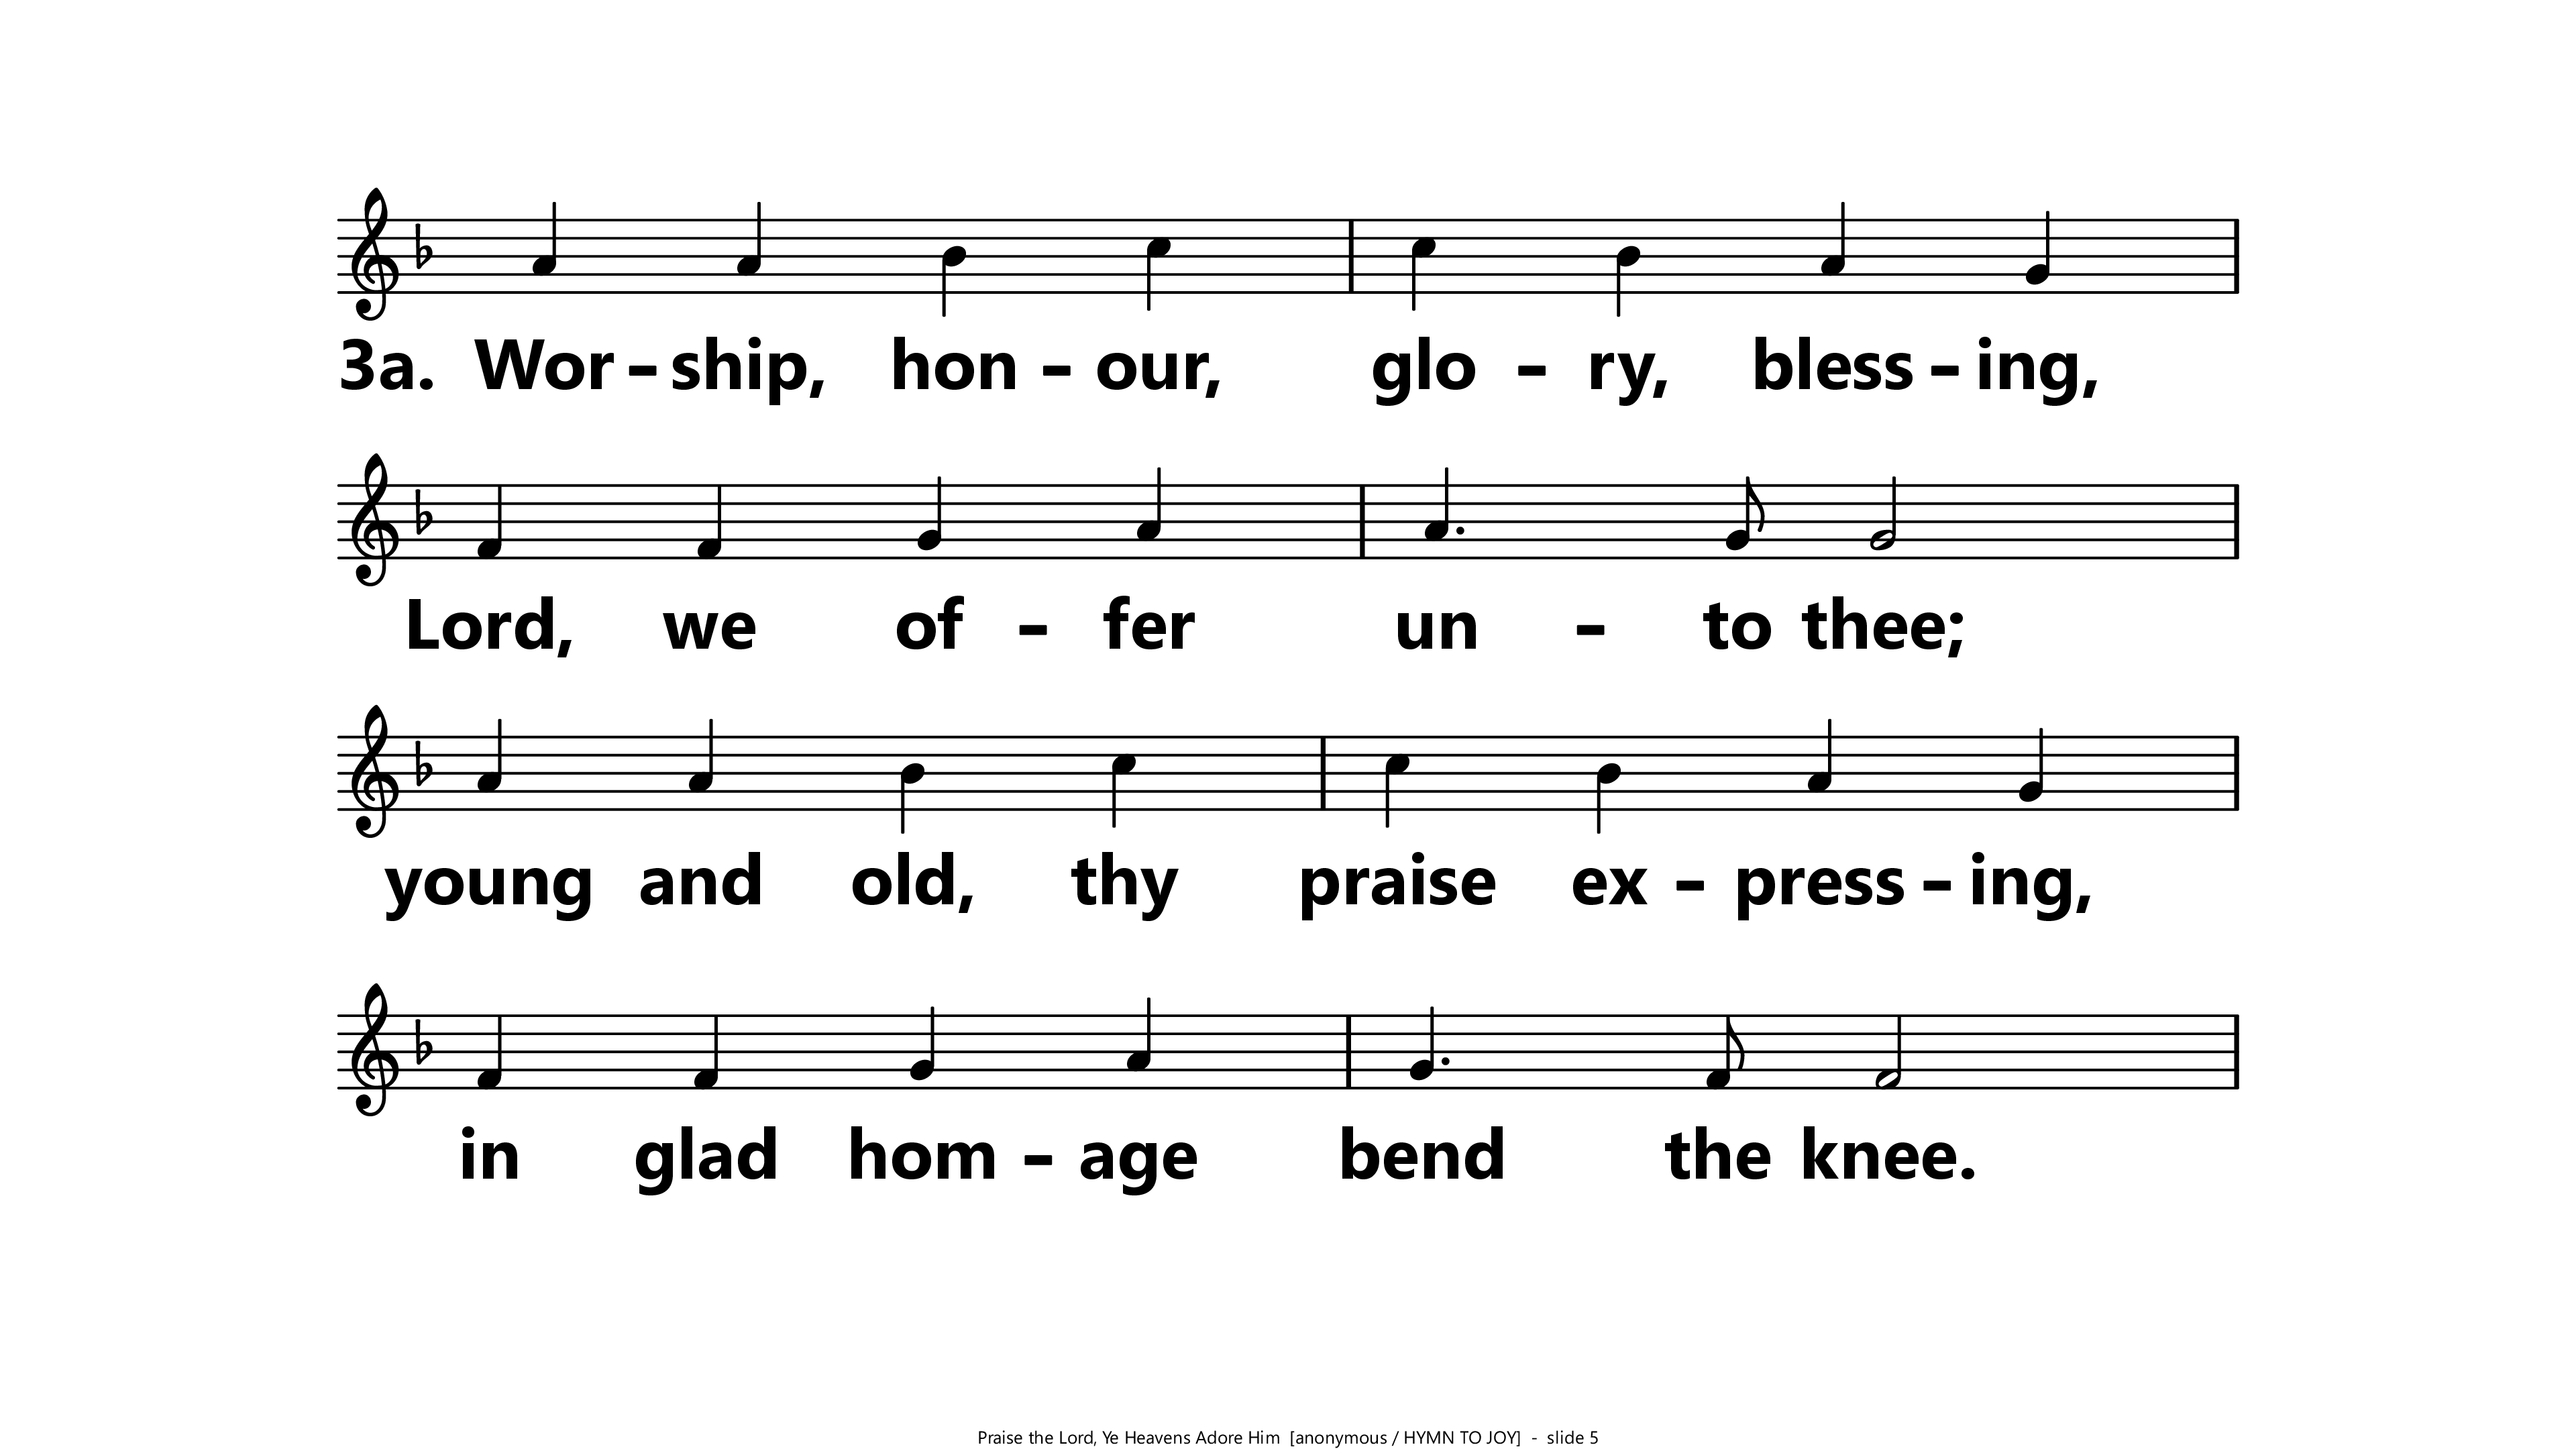 3a. Wor - ship, hon - our, glo - ry, bless - ing,
Lord, we of - fer un - to thee;
young and old, thy praise ex - press - ing,
in glad hom - age bend the knee.
Praise the Lord, Ye Heavens Adore Him [anonymous / HYMN TO JOY] - slide 5